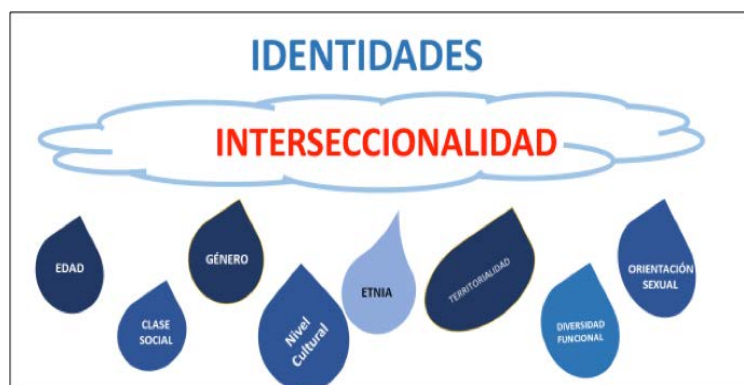 IDENTIDADES
INTERSECCIONALIDAD
EDAD
CLASE
SOCIAL
GÉNERO
Nivel
Cultural
ETNIA
TERRITORIALIDAD
DIVERSIDAD
FUNCIONAL
ORIENTACIÓN
SEXUAL